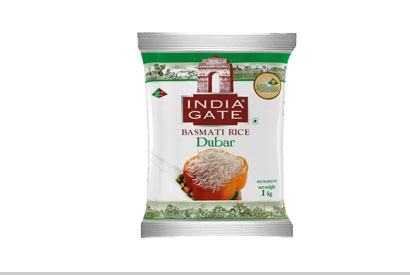 INDIA
GATE
BASMATI RICE
Dubar
net weight
1 kg